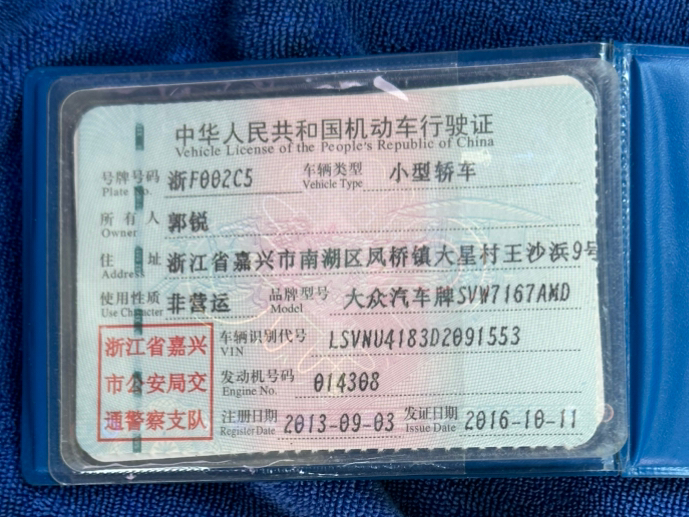 中华人民共和国机动车行驶证
Vehicle License of the People's Republic of China
号牌号码 浙F002C5 车辆类型 小型轿车
Plate No. Vehicle Type
所有人 郭锐
Owner
住址 浙江省嘉兴市南湖区凤桥镇大星村王沙浜9号
Address
使用性质 非营运 品牌型号 大众汽车牌SVW7167AMD
Use Character Model
浙江省嘉兴
市公安局交
通警察支队
车辆识别代号 LSVNU4183D2091553
VIN
发动机号码 014308
Engine No.
注册日期 2013-09-03 发证日期 2016-10-11
Register Date Issue Date